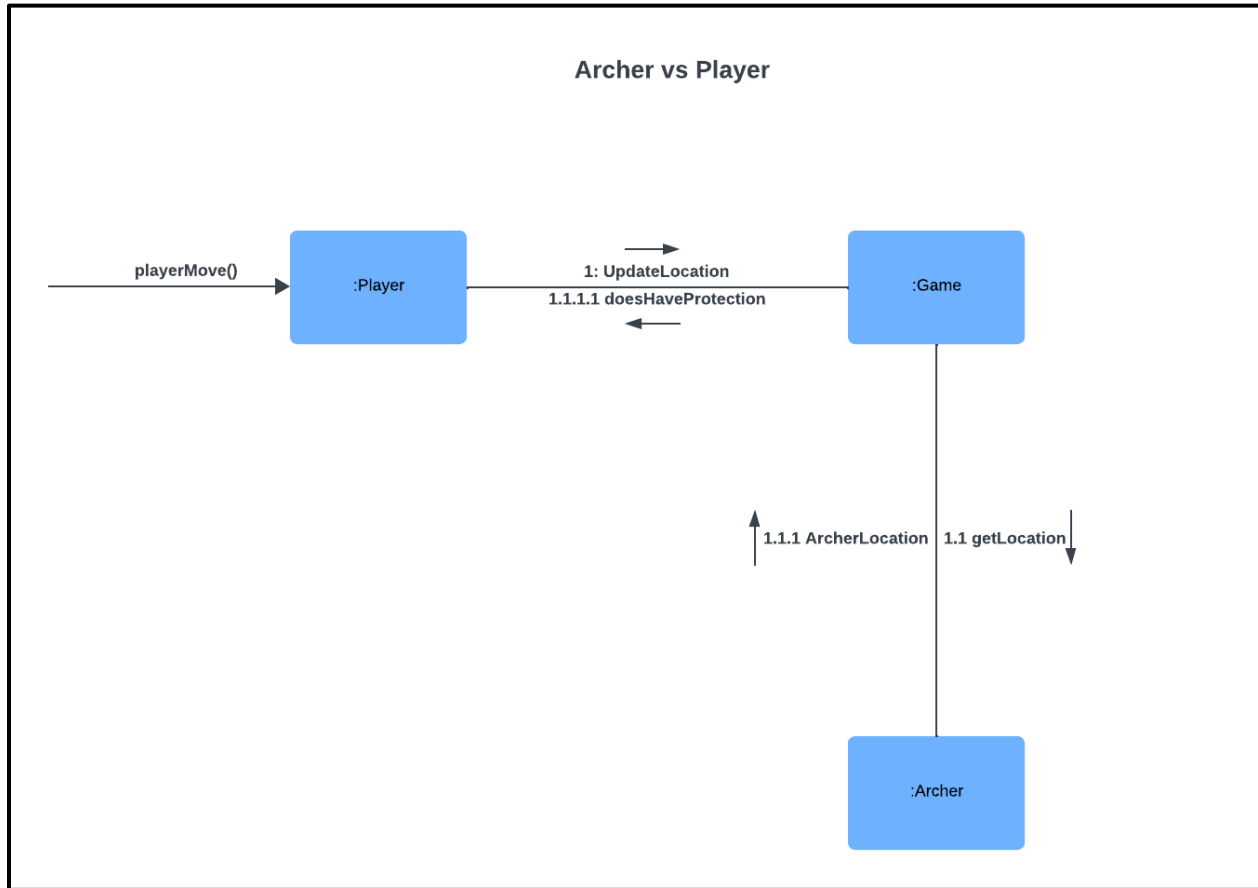 Archer vs Player
playerMove()
:Player
1: UpdateLocation
1.1.1.1 doesHaveProtection
:Game
1.1.1 ArcherLocation
1.1 getLocation
:Archer